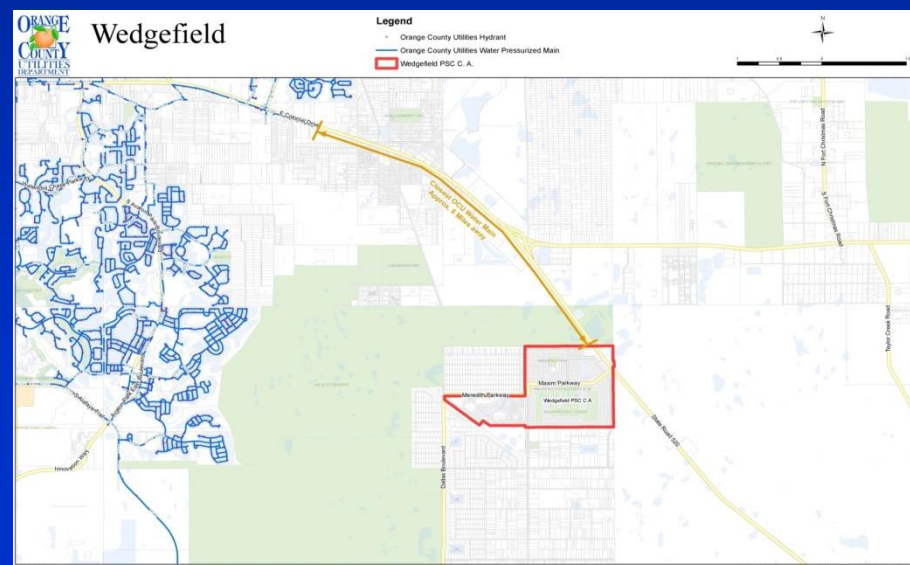 ORANGE
COUNTY
UTILITIES
DEPARTMENT
Wedgefield
Legend
Orange County Utilities Hydrant
Orange County Utilities Water Pressurized Main
Wedgefield PSC C. A.
N
E Colonial Drive
Closest OCU Water Main
Approx. 6 Miles away
N Fort Christmas Road
S Fort Christmas Road
Taylor Creek Road
Maxim Parkway
Meredith Parkway
Wedgefield PSC C.A
State Road 520
Dallas Boulevard
Innovation Way